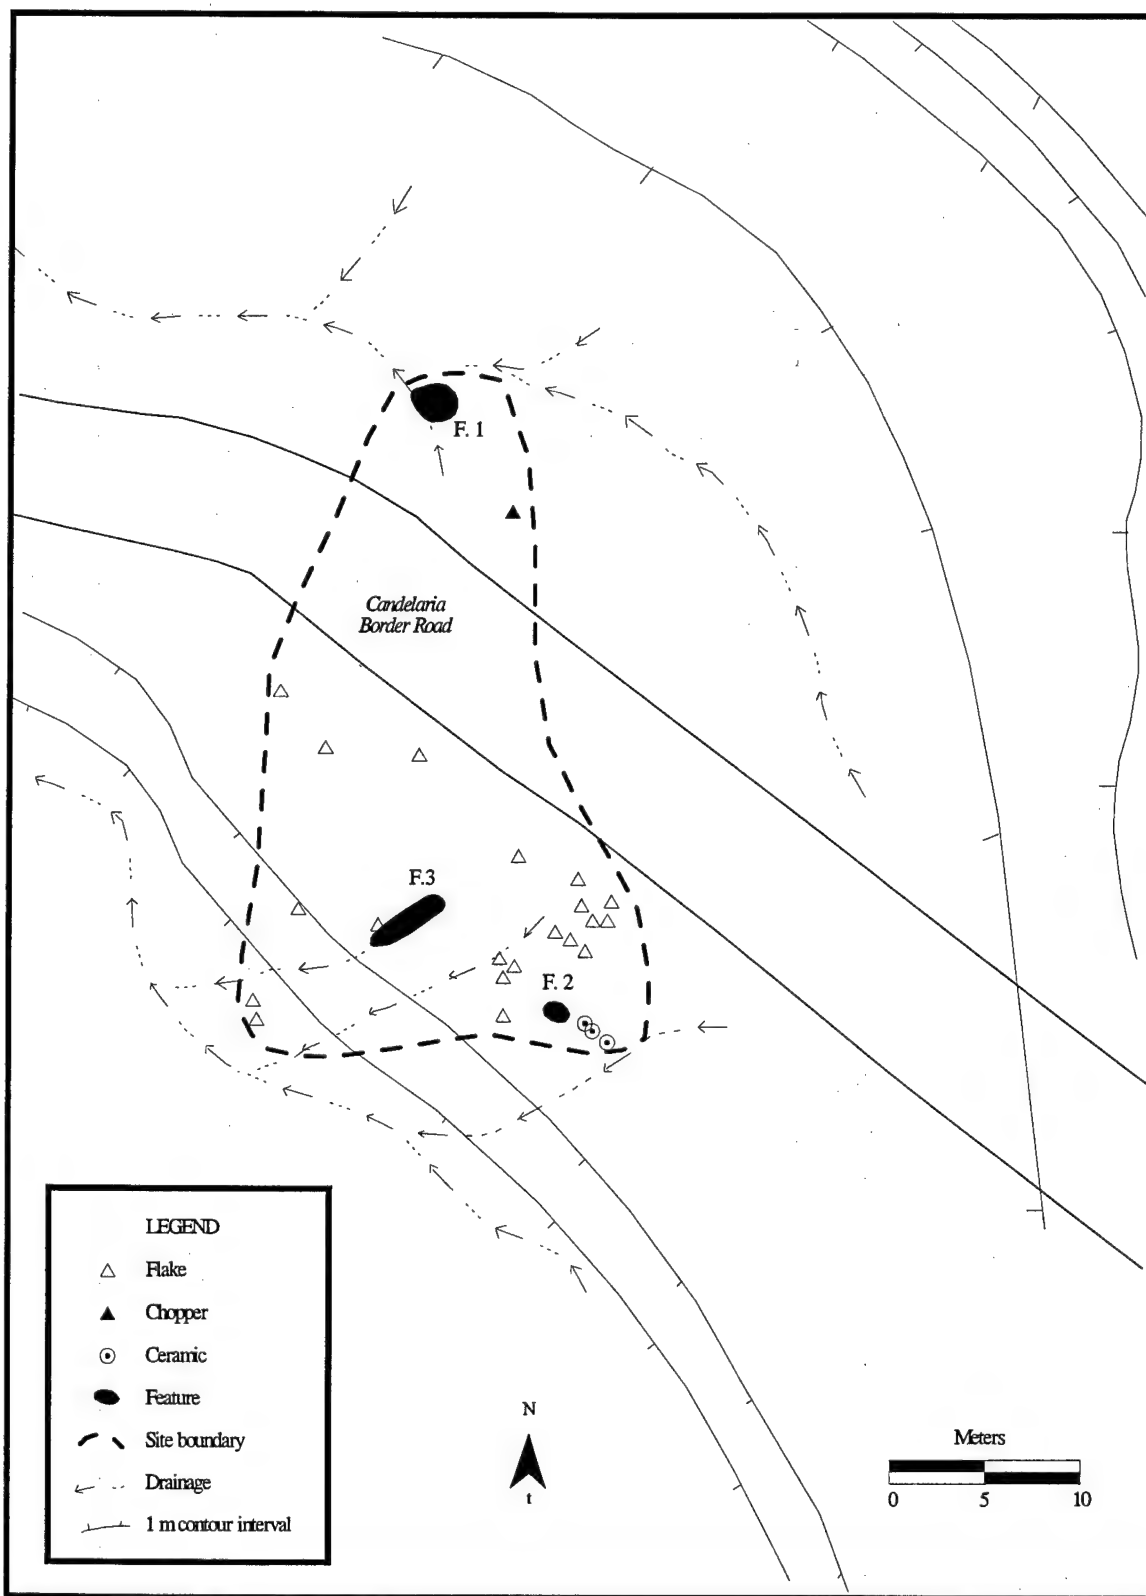 F. 1
Candelaria
Border Road
F.3
F. 2
LEGEND
Flake
Chopper
Ceramic
Feature
Site boundary
Drainage
1 m contour interval
N
t
Meters
0 5 10